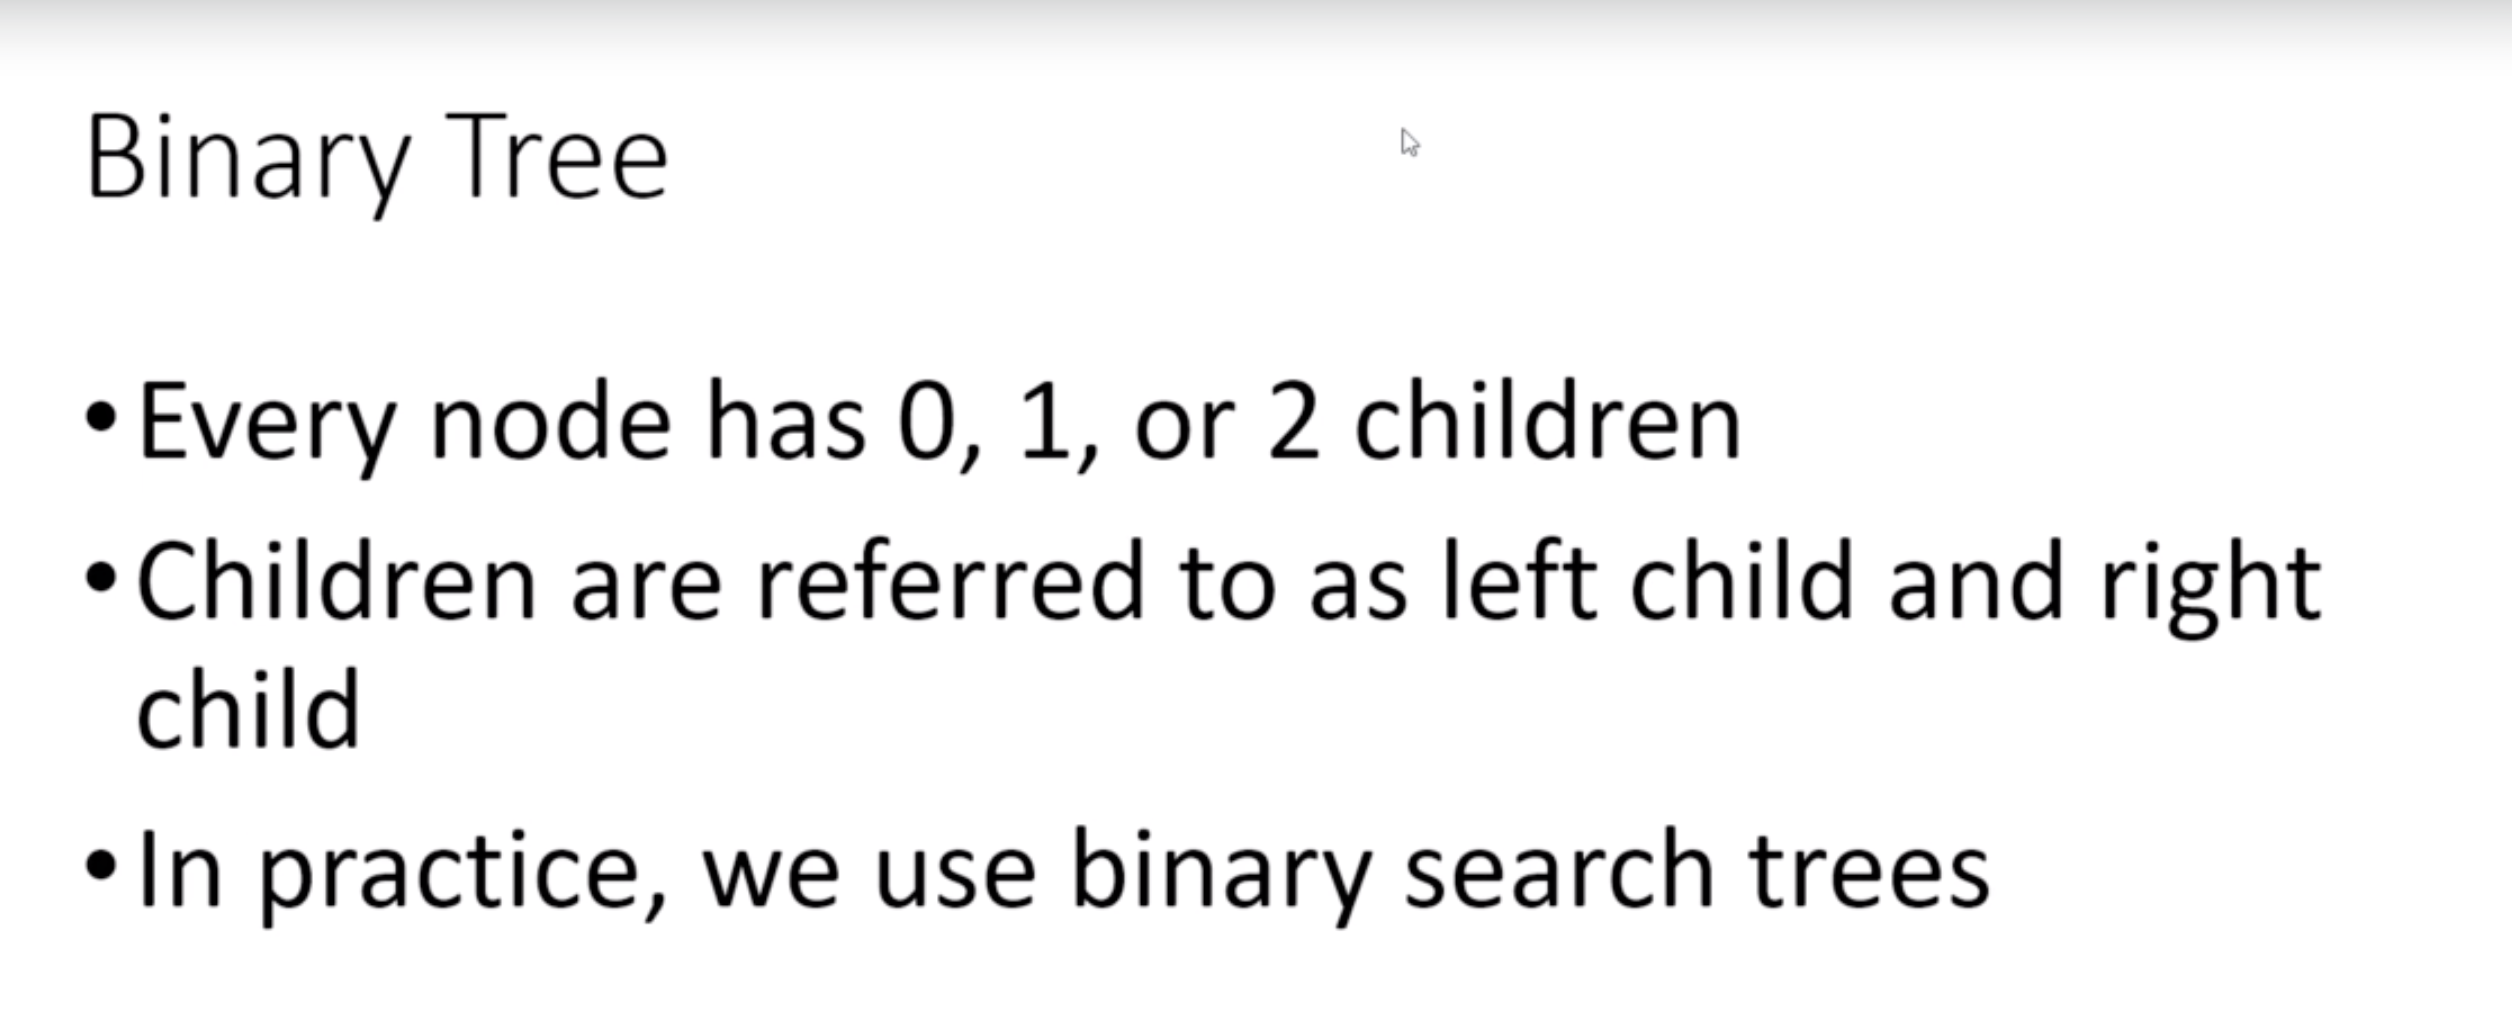 Binary Tree
•Every node has 0, 1, or 2 children
•Children are referred to as left child and right
child
•In practice, we use binary search trees